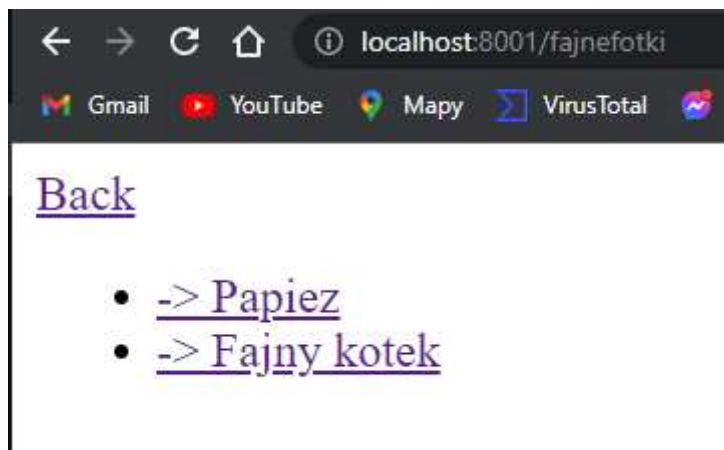 localhost:8001/fajnefotki
Gmail YouTube Mapy VirusTotal
Back
-> Papiez
-> Fajny kotek